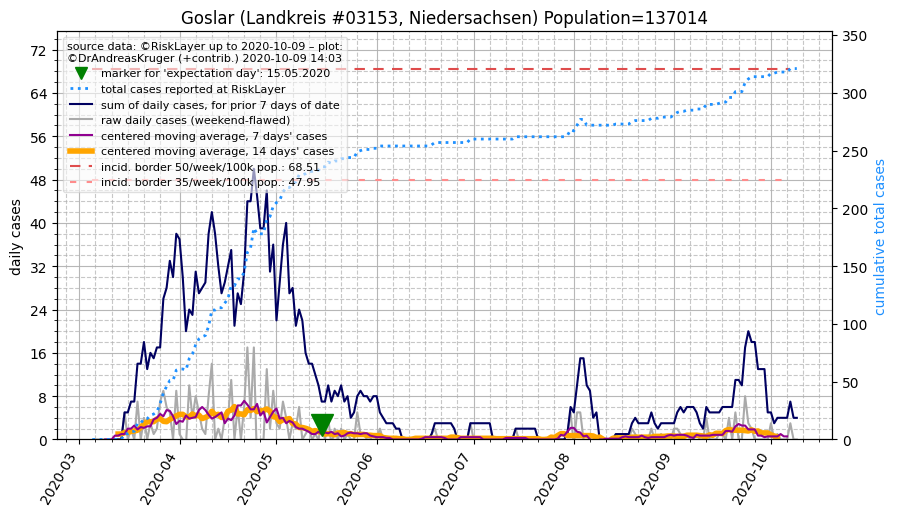 Goslar (Landkreis #03153, Niedersachsen) Population=137014
source data: ©RiskLayer up to 2020-10-09 – plot:
©DrAndreasKruger (+contrib.) 2020-10-09 14:03
marker for 'expectation day': 15.05.2020
total cases reported at RiskLayer
sum of daily cases, for prior 7 days of date
raw daily cases (weekend-flawed)
centered moving average, 7 days' cases
centered moving average, 14 days' cases
incid. border 50/week/100k pop.: 68.51
incid. border 35/week/100k pop.: 47.95
daily cases
72
64
56
48
40
32
24
16
8
0
350
300
250
200
150
100
50
0
cumulative total cases
2020-03
2020-04
2020-05
2020-06
2020-07
2020-08
2020-09
2020-10